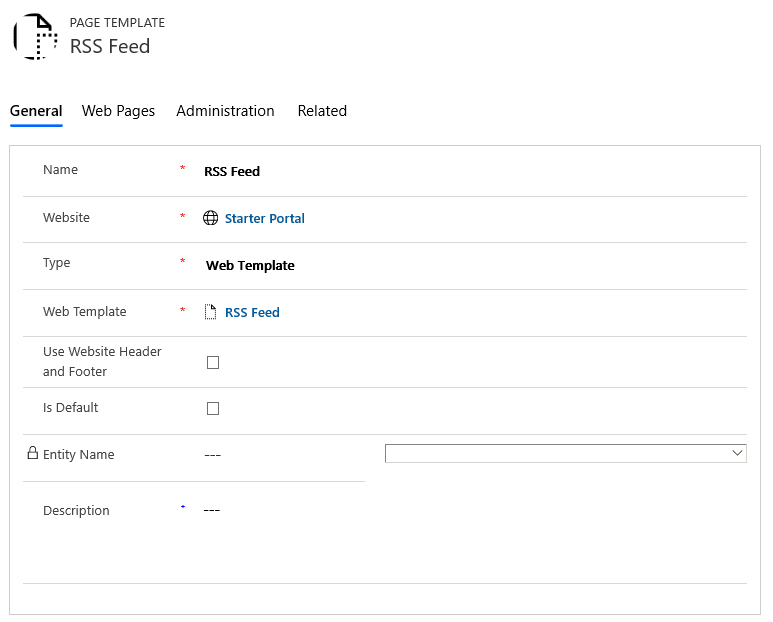 PAGE TEMPLATE
RSS Feed
General Web Pages Administration Related
Name * RSS Feed
Website * Starter Portal
Type * Web Template
Web Template * RSS Feed
Use Website Header
and Footer
Is Default
Entity Name ---
Description * ---